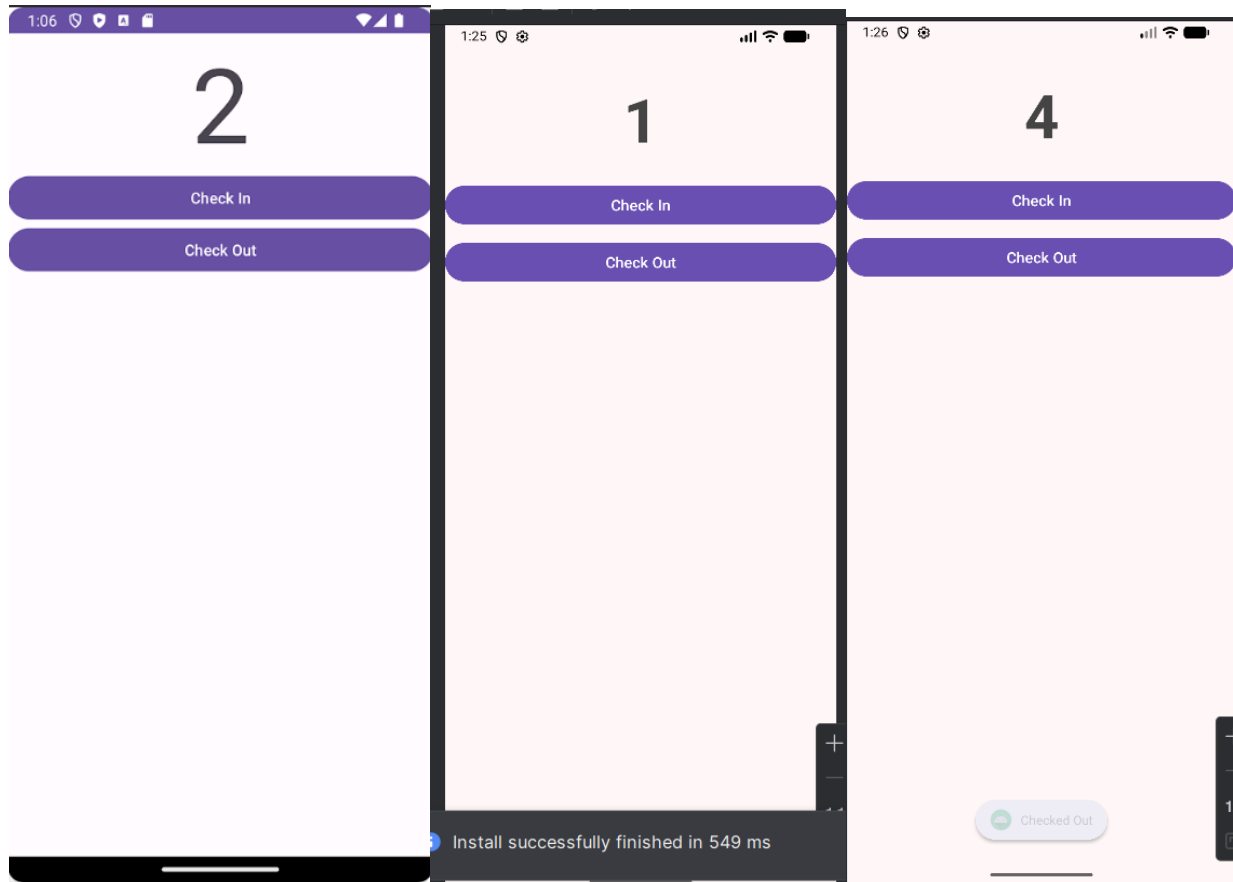 1:06
2
Check In
Check Out
1:25
1
Check In
Check Out
Install successfully finished in 549 ms
1:26
4
Check In
Check Out
Checked Out